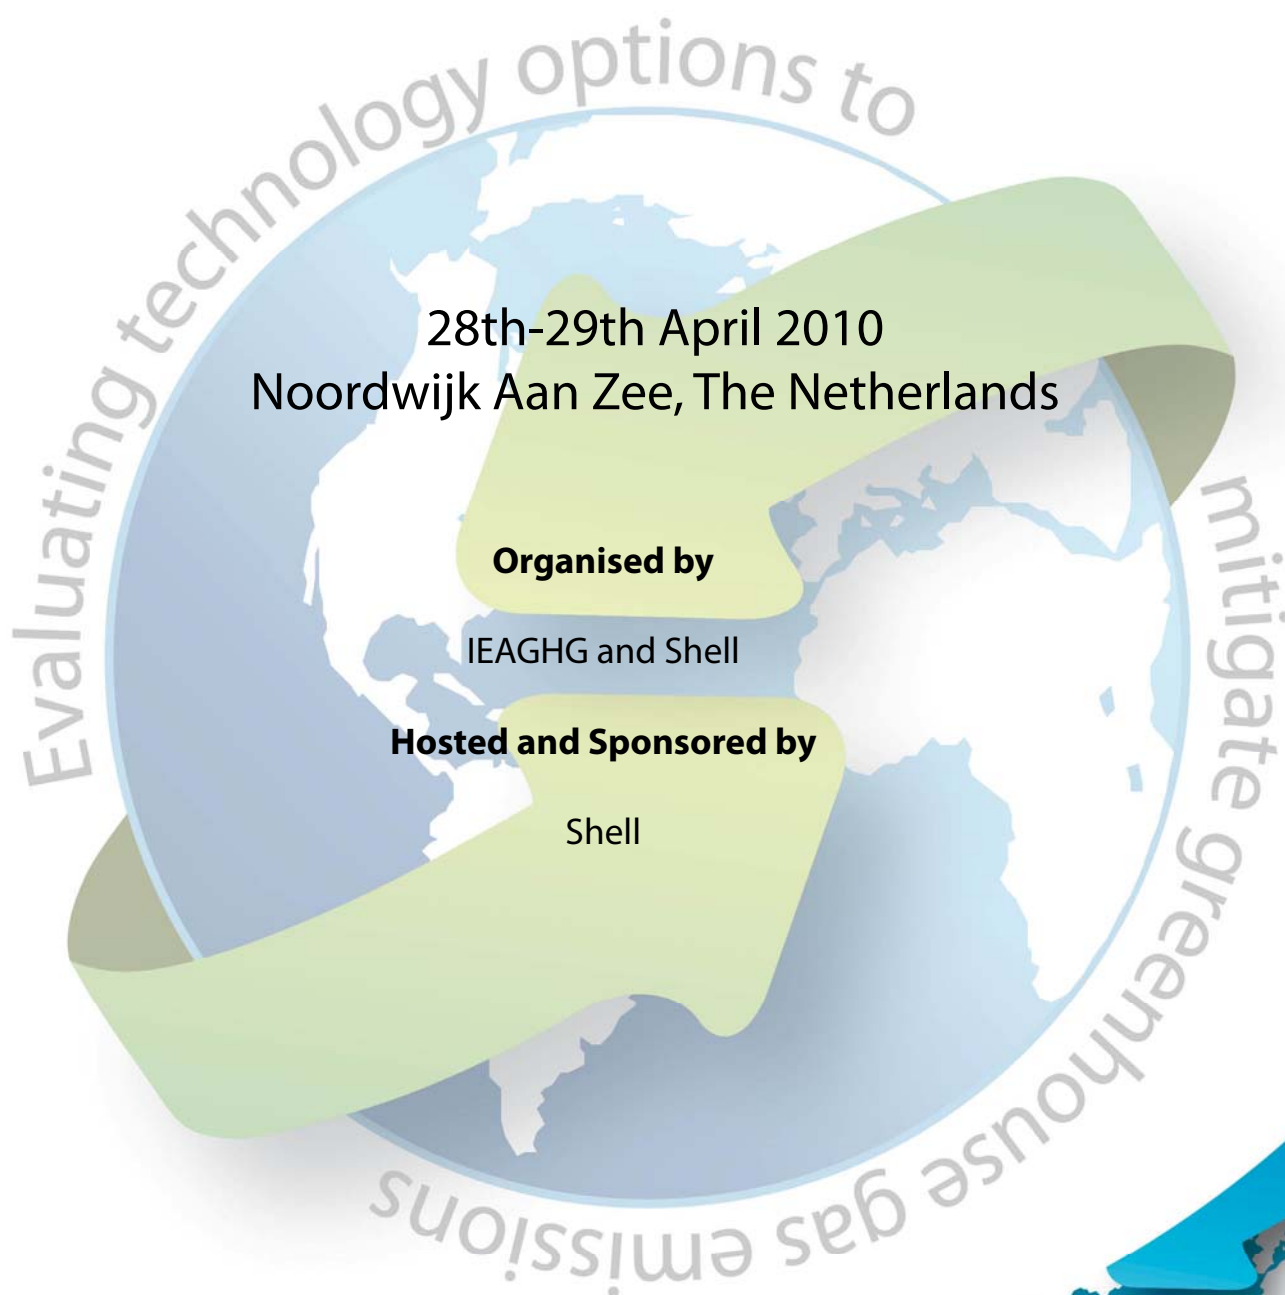 Evaluating technology options to mitigate greenhouse gas emissions
28th-29th April 2010
Noordwijk Aan Zee, The Netherlands
Organised by
IEAGHG and Shell
Hosted and Sponsored by
Shell